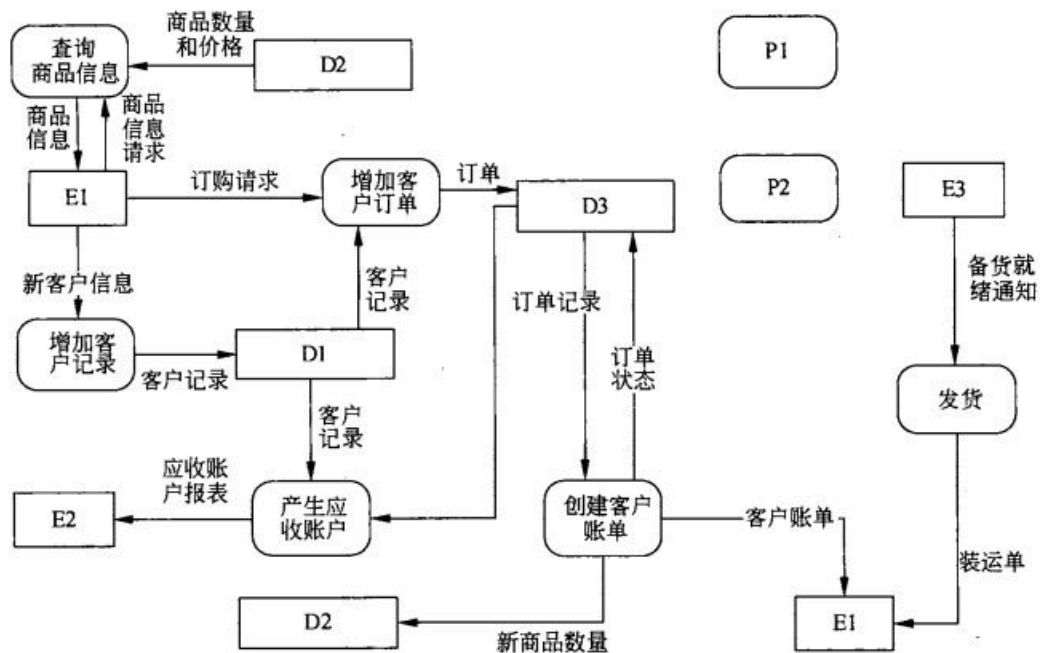 商品数量
和价格
查询
商品信息
D2
P1
商品
信息
商品
信息
请求
E1
订购请求
增加客
户订单
订单
D3
P2
E3
新客户信息
客户
记录
订单记录
备货就
绪通知
增加客
户记录
客户记录
D1
订单
状态
发货
客户
记录
应收账
户报表
E2
产生应
收账户
创建客户
账单
客户账单
装运单
D2
新商品数量
E1